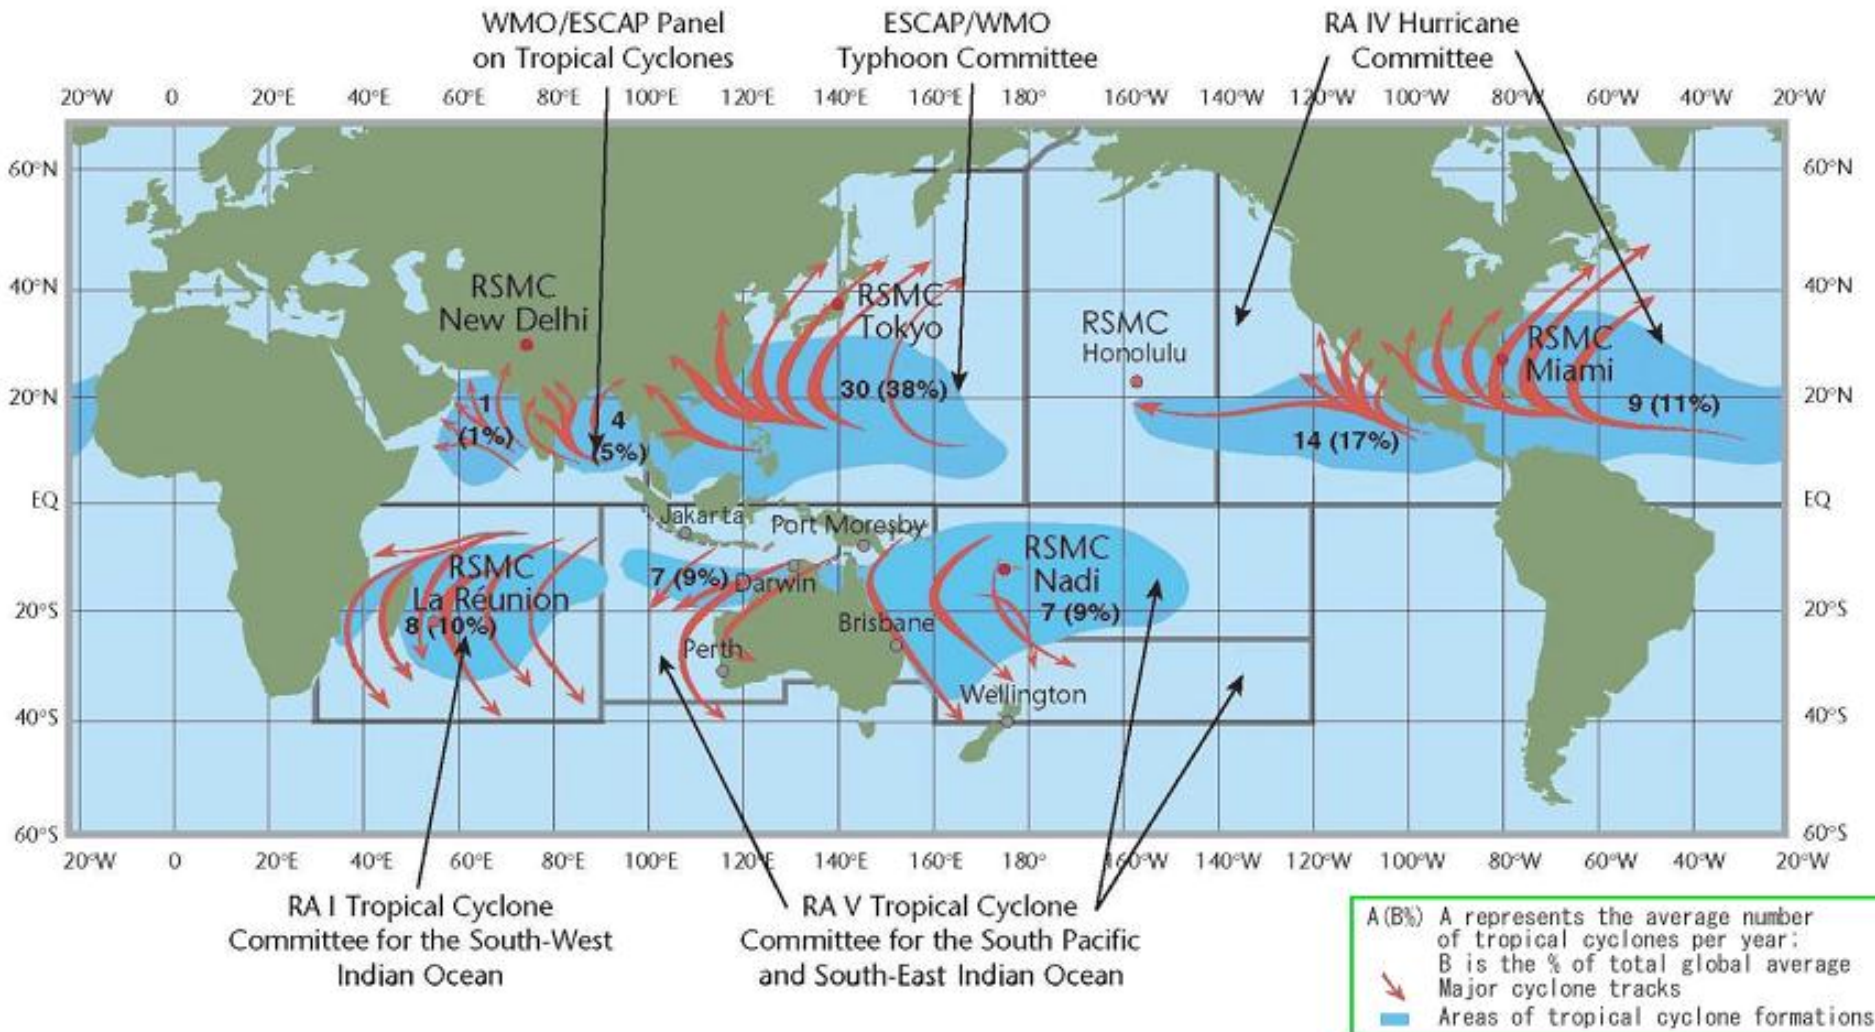 WMO/ESCAP Panel
on Tropical Cyclones
ESCAP/WMO
Typhoon Committee
RA IV Hurricane
Committee
20°W 0 20°E 40°E 60°E 80°E 100°E 120°E 140°E 160°E 180° 160°W 140°W 120°W 100°W 80°W 60°W 40°W 20°W
60°N 60°N
40°N 40°N
20°N 20°N
EQ EQ
20°S 20°S
40°S 40°S
60°S 60°S
RSMC
New Delhi
RSMC
Tokyo
RSMC
Honolulu
RSMC
Miami
1
(1%)
4
(5%)
30 (38%)
14 (17%)
9 (11%)
Jakarta
Port Moresby
RSMC
La Réunion
8 (10%)
7 (9%)
Darwin
Brisbane
Perth
RSMC
Nadi
7 (9%)
Wellington
20°W 0 20°E 40°E 60°E 80°E 100°E 120°E 140°E 160°E 180° 160°W 140°W 120°W 100°W 80°W 60°W 40°W 20°W
RA I Tropical Cyclone
Committee for the South-West
Indian Ocean
RA V Tropical Cyclone
Committee for the South Pacific
and South-East Indian Ocean
A(B%) A represents the average number
of tropical cyclones per year:
B is the % of total global average
Major cyclone tracks
Areas of tropical cyclone formations